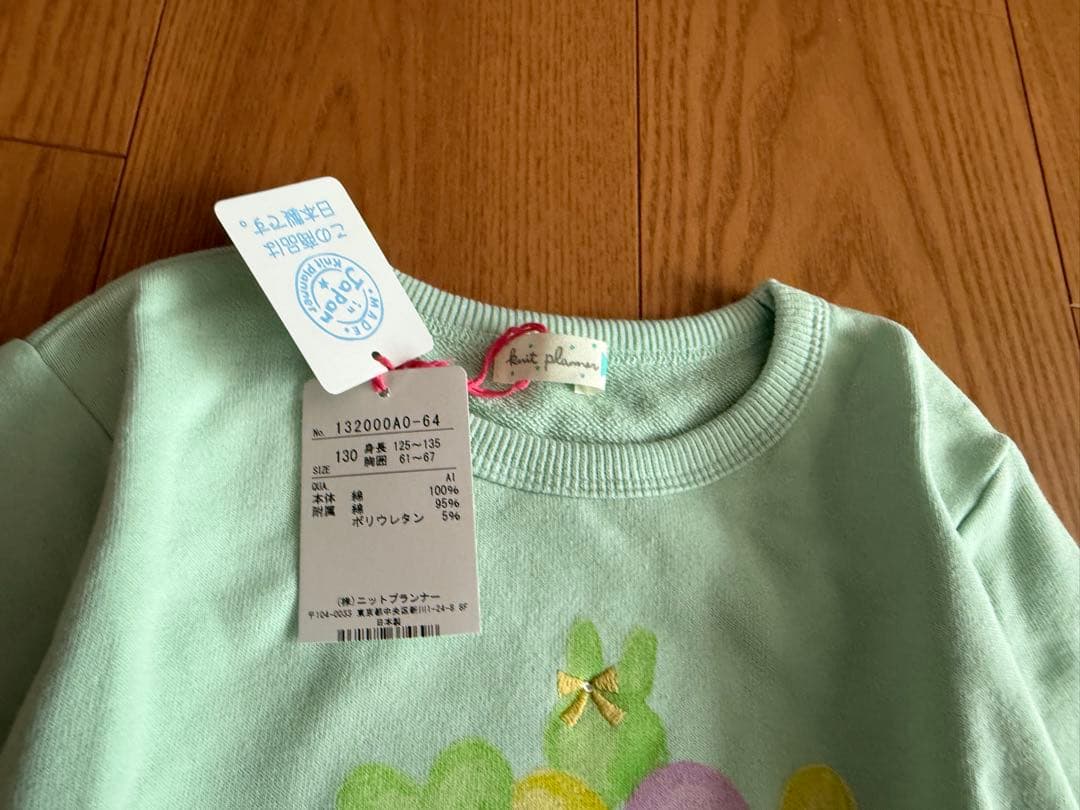 この商品は
日本製です。
MADE
in
JaPan
Knit Planner
knit planner
No. 132000A0-64
SIZE 130 身長 125~135
胸囲 61~67
QUA. A1
本体 綿 100%
附属 綿 95%
ポリウレタン 5%
(株)ニットプランナー
〒104-0033 東京都中央区新川1-24-8 8F
日本製